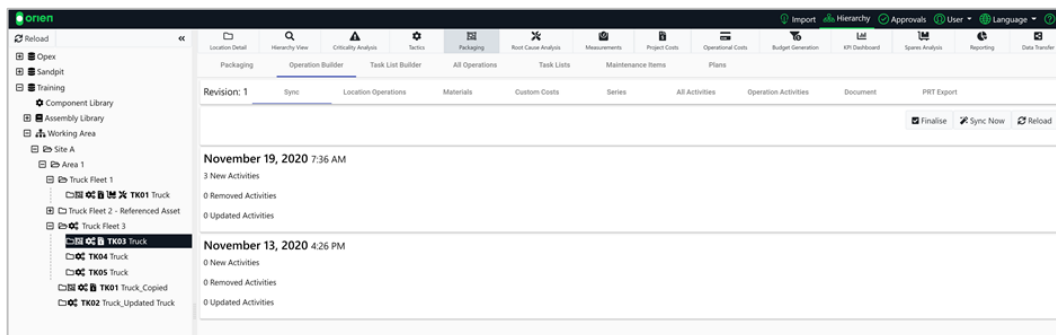 orien
Import Hierarchy Approvals User Language
Reload
Location Detail Hierarchy View Criticality Analysis Tactics Packaging Root Cause Analysis Measurements Project Costs Operational Costs Budget Generation KPI Dashboard Spares Analysis Reporting Data Transfer
Opex
Sandpit
Training
Component Library
Assembly Library
Working Area
Site A
Area 1
Truck Fleet 1
TK01 Truck
Truck Fleet 2 - Referenced Asset
Truck Fleet 3
TK03 Truck
TK04 Truck
TK05 Truck
TK01 Truck_Copied
TK02 Truck_Updated Truck
Packaging Operation Builder Task List Builder All Operations Task Lists Maintenance Items Plans
Revision: 1 Sync Location Operations Materials Custom Costs Series All Activities Operation Activities Document PRT Export
Finalise Sync Now Reload
November 19, 2020 7:36 AM
3 New Activities
0 Removed Activities
0 Updated Activities
November 13, 2020 4:26 PM
0 New Activities
0 Removed Activities
0 Updated Activities